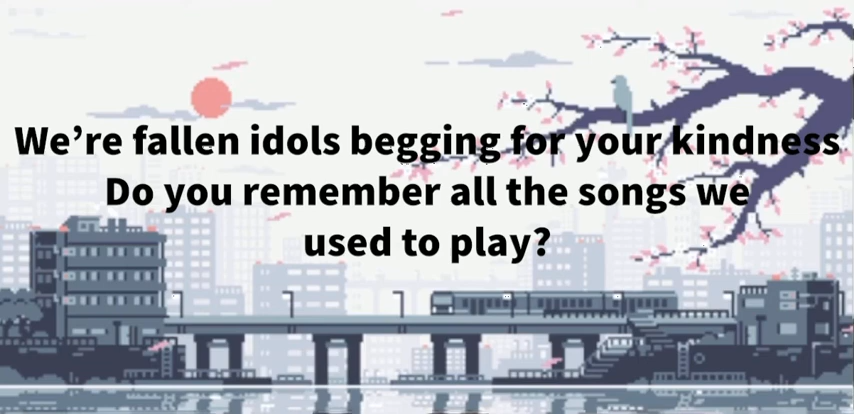 We’re fallen idols begging for your kindness
Do you remember all the songs we
used to play?